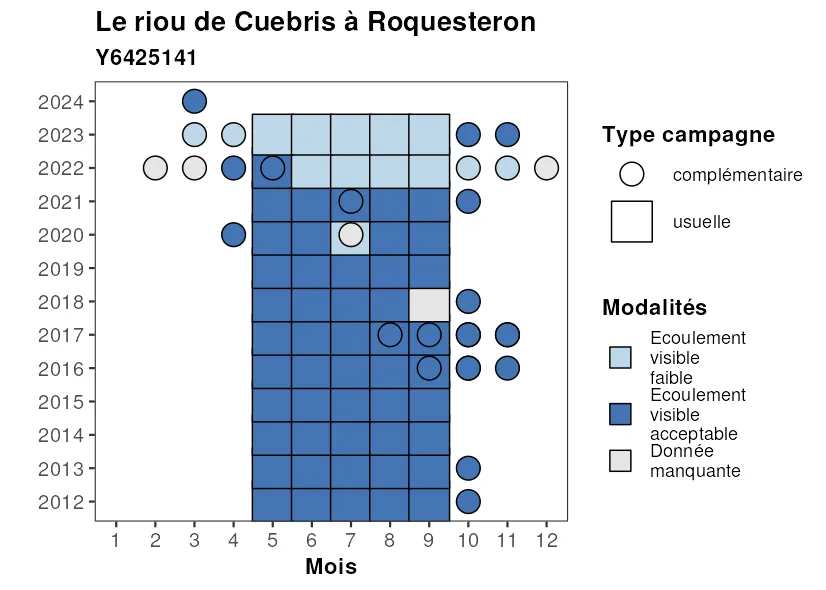 Le riou de Cuebris à Roquesteron
Y6425141
2024
2023
2022
2021
2020
2019
2018
2017
2016
2015
2014
2013
2012
1 2 3 4 5 6 7 8 9 10 11 12
Mois
Type campagne
complémentaire
usuelle
Modalités
Ecoulement
visible
faible
Ecoulement
visible
acceptable
Donnée
manquante